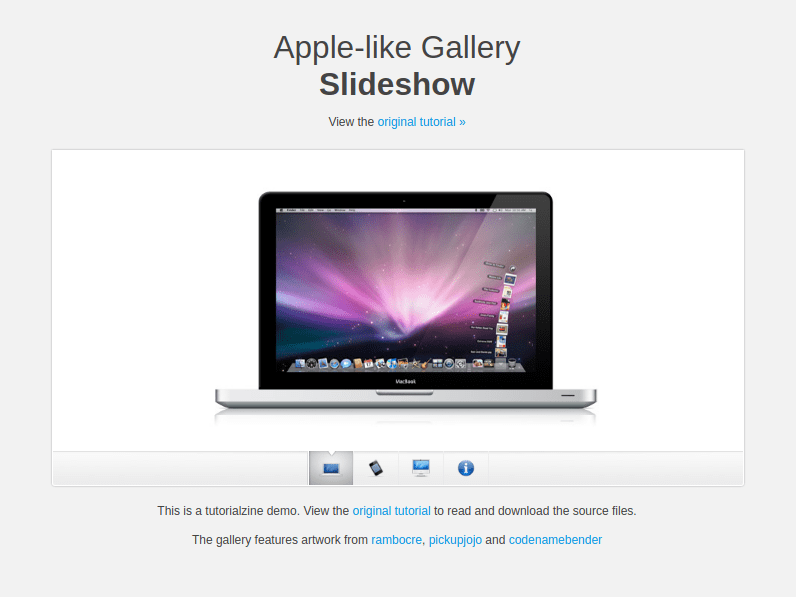 Apple-like Gallery
Slideshow
View the original tutorial »
MacBook
This is a tutorialzine demo. View the original tutorial to read and download the source files.
The gallery features artwork from rambocre, pickupjojo and codenamebender